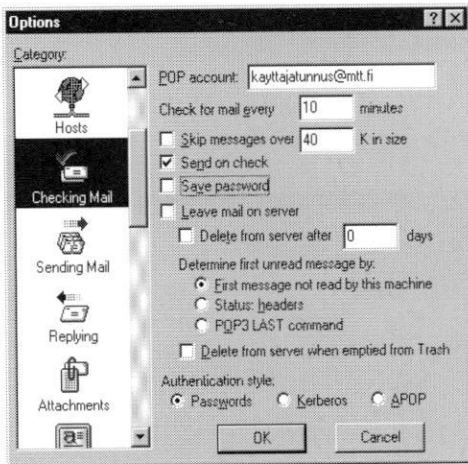 Options
Category:
Hosts
Checking Mail
Sending Mail
Replying
Attachments
POP account: kayttajatunnus@mtt.fi
Check for mail every 10 minutes
Skip messages over 40 K in size
Send on check
Save password
Leave mail on server
Delete from server after 0 days
Determine first unread message by:
First message not read by this machine
Status: headers
POP3 LAST command
Delete from server when emptied from Trash
Authentication style:
Passwords Kerberos APOP
OK Cancel